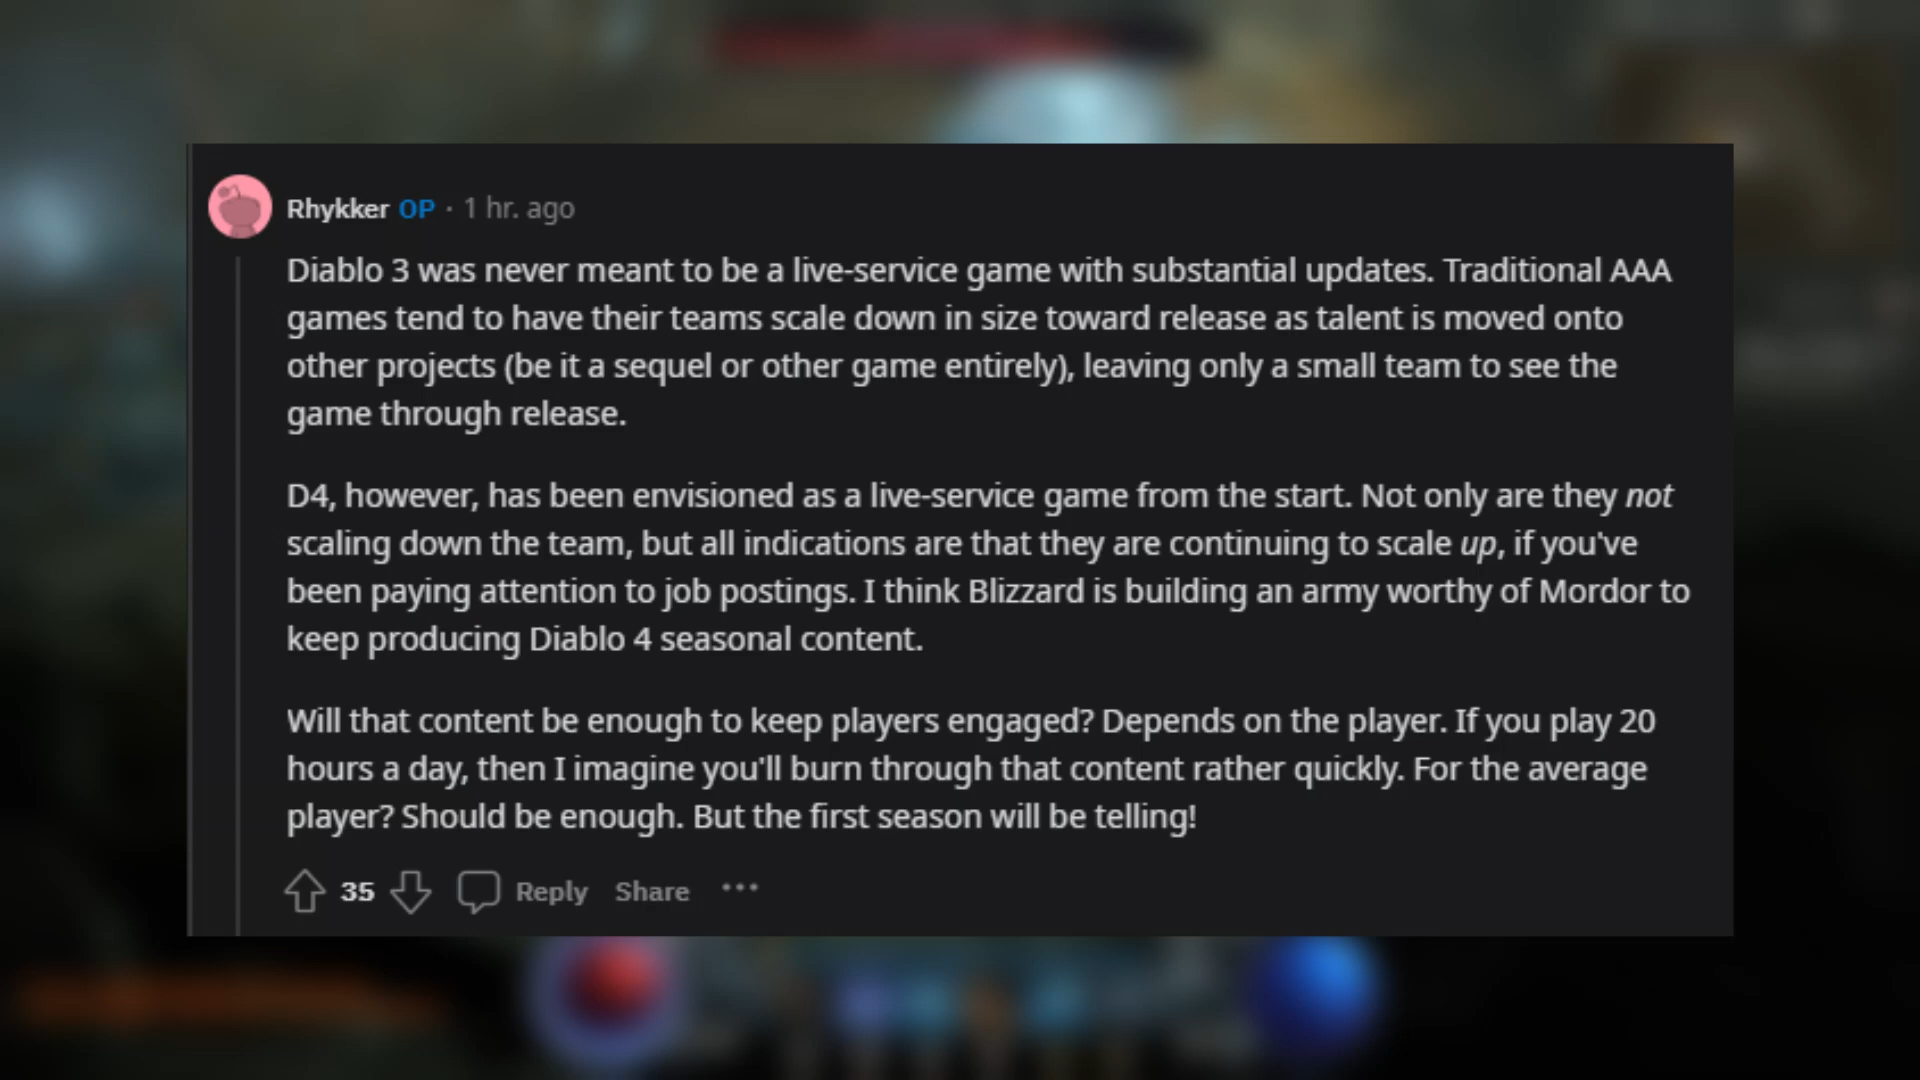 Rhykker OP · 1 hr. ago
Diablo 3 was never meant to be a live-service game with substantial updates. Traditional AAA
games tend to have their teams scale down in size toward release as talent is moved onto
other projects (be it a sequel or other game entirely), leaving only a small team to see the
game through release.
D4, however, has been envisioned as a live-service game from the start. Not only are they not
scaling down the team, but all indications are that they are continuing to scale up, if you've
been paying attention to job postings. I think Blizzard is building an army worthy of Mordor to
keep producing Diablo 4 seasonal content.
Will that content be enough to keep players engaged? Depends on the player. If you play 20
hours a day, then I imagine you'll burn through that content rather quickly. For the average
player? Should be enough. But the first season will be telling!
35 Reply Share ···